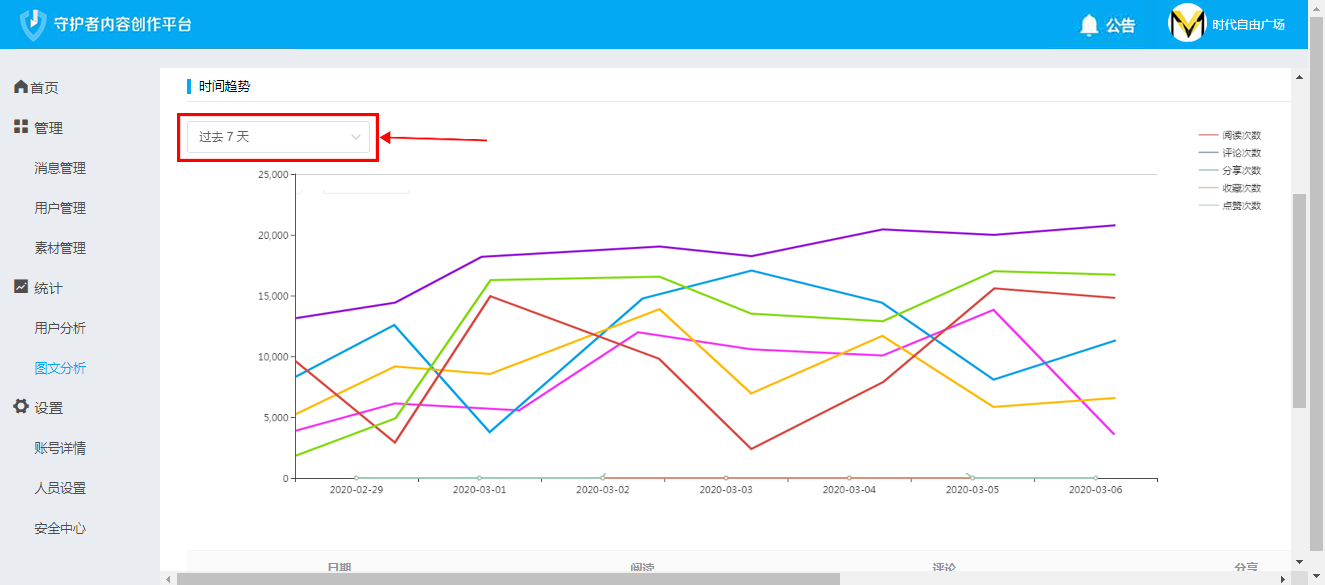 守护者内容创作平台
公告
时代自由广场
首页
管理
消息管理
用户管理
素材管理
统计
用户分析
图文分析
设置
账号详情
人员设置
安全中心
时间趋势
过去 7 天
阅读次数
评论次数
分享次数
收藏次数
点赞次数
25,000
20,000
15,000
10,000
5,000
0
2020-02-29 2020-03-01 2020-03-02 2020-03-03 2020-03-04 2020-03-05 2020-03-06
日期 阅读 评论 分享